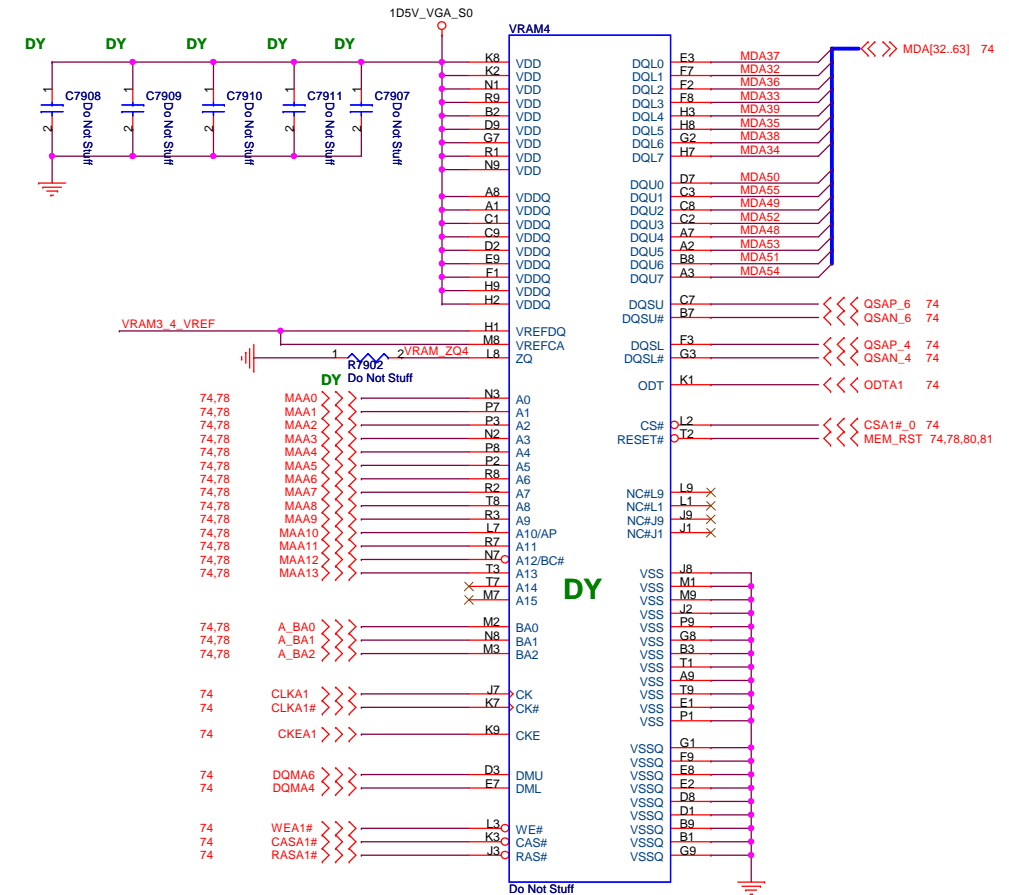 1D5V_VGA_S0
DY DY DY DY DY
VRAM4
1 1 1 1 1
C7908 C7909 C7910 C7911 C7907
Do Not Stuff Do Not Stuff Do Not Stuff Do Not Stuff Do Not Stuff
2 2 2 2 2
K8 VDD
K2 VDD
N1 VDD
R9 VDD
B2 VDD
D9 VDD
G7 VDD
R1 VDD
N9 VDD
A8 VDDQ
A1 VDDQ
C1 VDDQ
C9 VDDQ
D2 VDDQ
E9 VDDQ
F1 VDDQ
H9 VDDQ
H2 VDDQ
VRAM3_4_VREF H1 VREFDQ
M8 VREFCA
1 2 VRAM_ZQ4 L8 ZQ
R7902
DY Do Not Stuff
74,78 MAA0 N3 A0
74,78 MAA1 P7 A1
74,78 MAA2 P3 A2
74,78 MAA3 N2 A3
74,78 MAA4 P8 A4
74,78 MAA5 P2 A5
74,78 MAA6 R8 A6
74,78 MAA7 R2 A7
74,78 MAA8 T8 A8
74,78 MAA9 R3 A9
74,78 MAA10 L7 A10/AP
74,78 MAA11 R7 A11
74,78 MAA12 N7 A12/BC#
74,78 MAA13 T3 A13
T7 A14
M7 A15
74,78 A_BA0 M2 BA0
74,78 A_BA1 N8 BA1
74,78 A_BA2 M3 BA2
74 CLKA1 J7 CK
74 CLKA1# K7 CK#
74 CKEA1 K9 CKE
74 DQMA6 D3 DMU
74 DQMA4 E7 DML
74 WEA1# L3 WE#
74 CASA1# K3 CAS#
74 RASA1# J3 RAS#
DY
Do Not Stuff
MDA[32..63] 74
DQL0 E3 MDA37
DQL1 F7 MDA32
DQL2 F2 MDA36
DQL3 F8 MDA33
DQL4 H3 MDA39
DQL5 H8 MDA35
DQL6 G2 MDA38
DQL7 H7 MDA34
DQU0 D7 MDA50
DQU1 C3 MDA55
DQU2 C8 MDA49
DQU3 C2 MDA52
DQU4 A7 MDA48
DQU5 A2 MDA53
DQU6 B8 MDA51
DQU7 A3 MDA54
DQSU C7 QSAP_6 74
DQSU# B7 QSAN_6 74
DQSL F3 QSAP_4 74
DQSL# G3 QSAN_4 74
ODT K1 ODTA1 74
CS# L2 CSA1#_0 74
RESET# T2 MEM_RST 74,78,80,81
NC#L9 L9
NC#L1 L1
NC#J9 J9
NC#J1 J1
VSS J8
VSS M1
VSS M9
VSS J2
VSS P9
VSS G8
VSS B3
VSS T1
VSS A9
VSS T9
VSS E1
VSS P1
VSSQ G1
VSSQ F9
VSSQ E8
VSSQ E2
VSSQ D8
VSSQ D1
VSSQ B9
VSSQ B1
VSSQ G9